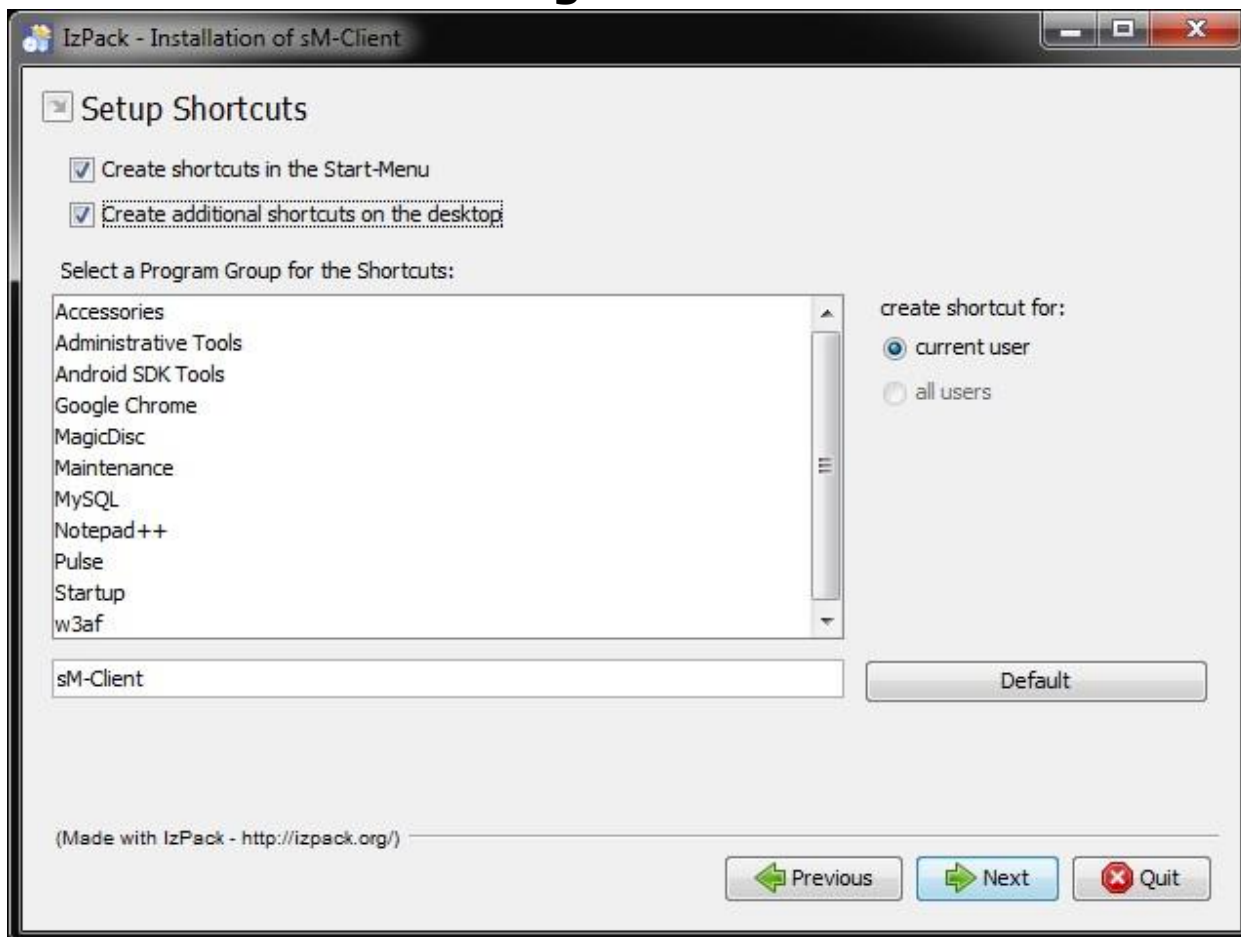 IzPack - Installation of sM-Client
Setup Shortcuts
Create shortcuts in the Start-Menu
Create additional shortcuts on the desktop
Select a Program Group for the Shortcuts:
Accessories
Administrative Tools
Android SDK Tools
Google Chrome
MagicDisc
Maintenance
MySQL
Notepad++
Pulse
Startup
w3af
create shortcut for:
current user
all users
sM-Client
Default
(Made with IzPack - http://izpack.org/)
Previous
Next
Quit